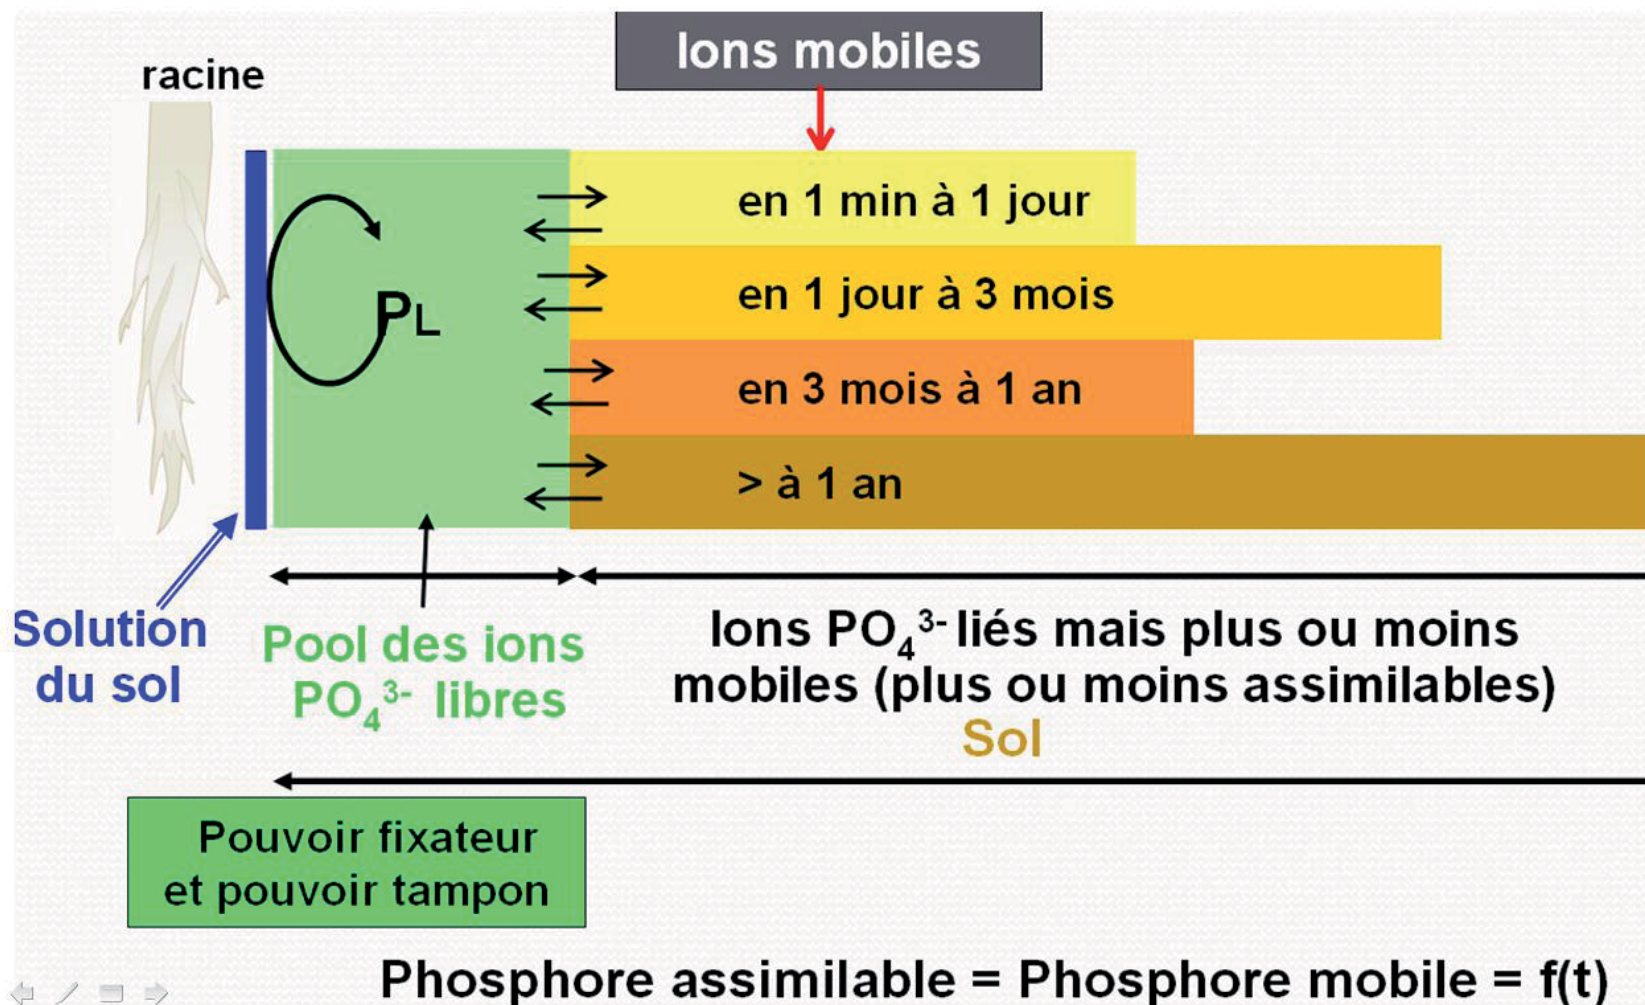 Ions mobiles
racine
en 1 min à 1 jour
en 1 jour à 3 mois
PL
en 3 mois à 1 an
> à 1 an
Solution
du sol
Pool des ions
PO₄³⁻ libres
Ions PO₄³⁻ liés mais plus ou moins
mobiles (plus ou moins assimilables)
Sol
Pouvoir fixateur
et pouvoir tampon
Phosphore assimilable = Phosphore mobile = f(t)